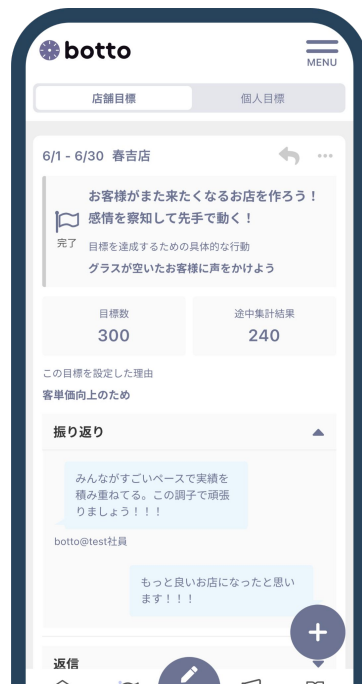 botto
MENU
店舗目標 個人目標
6/1 - 6/30 春吉店
お客様がまた来たくなるお店を作ろう！
感情を察知して先手で動く！
完了
目標を達成するための具体的な行動
グラスが空いたお客様に声をかけよう
目標数 途中集計結果
300 240
この目標を設定した理由
客単価向上のため
振り返り
みんながすごいペースで実績を
積み重ねてる。この調子で頑張
りましょう！！！
botto@test社員
もっと良いお店になったと思い
ます！！！
返信